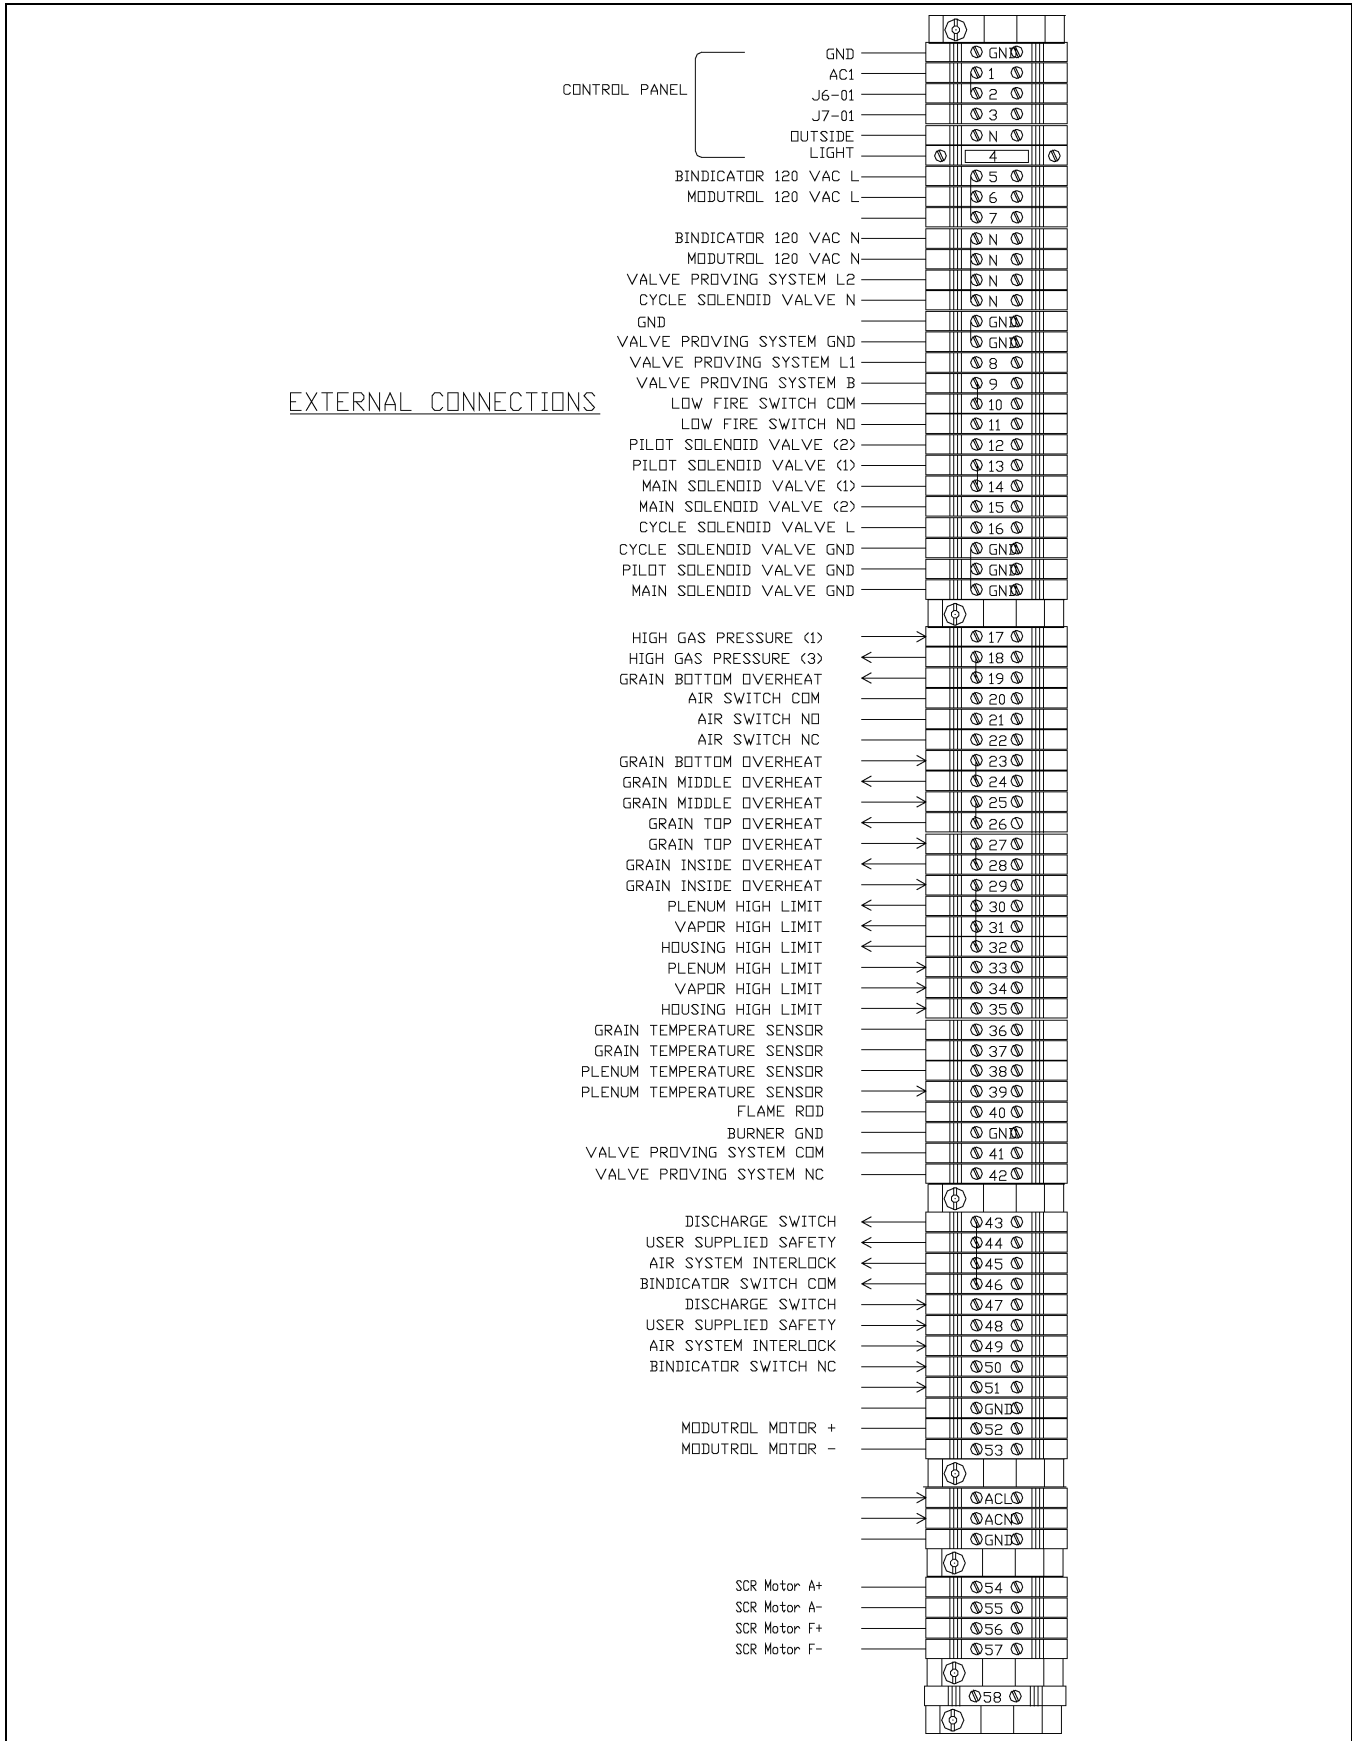 GND GND
AC1 1
CONTROL PANEL
J6-01 2
J7-01 3
OUTSIDE N
LIGHT 4
BINDICATOR 120 VAC L 5
MODUTROL 120 VAC L 6
7
BINDICATOR 120 VAC N N
MODUTROL 120 VAC N N
VALVE PROVING SYSTEM L2 N
CYCLE SOLENOID VALVE N N
GND GND
VALVE PROVING SYSTEM GND GND
VALVE PROVING SYSTEM L1 8
VALVE PROVING SYSTEM B 9
EXTERNAL CONNECTIONS
LOW FIRE SWITCH COM 10
LOW FIRE SWITCH NO 11
PILOT SOLENOID VALVE (2) 12
PILOT SOLENOID VALVE (1) 13
MAIN SOLENOID VALVE (1) 14
MAIN SOLENOID VALVE (2) 15
CYCLE SOLENOID VALVE L 16
CYCLE SOLENOID VALVE GND GND
PILOT SOLENOID VALVE GND GND
MAIN SOLENOID VALVE GND GND
HIGH GAS PRESSURE (1) 17
HIGH GAS PRESSURE (3) 18
GRAIN BOTTOM OVERHEAT 19
AIR SWITCH COM 20
AIR SWITCH NO 21
AIR SWITCH NC 22
GRAIN BOTTOM OVERHEAT 23
GRAIN MIDDLE OVERHEAT 24
GRAIN MIDDLE OVERHEAT 25
GRAIN TOP OVERHEAT 26
GRAIN TOP OVERHEAT 27
GRAIN INSIDE OVERHEAT 28
GRAIN INSIDE OVERHEAT 29
PLENUM HIGH LIMIT 30
VAPOR HIGH LIMIT 31
HOUSING HIGH LIMIT 32
PLENUM HIGH LIMIT 33
VAPOR HIGH LIMIT 34
HOUSING HIGH LIMIT 35
GRAIN TEMPERATURE SENSOR 36
GRAIN TEMPERATURE SENSOR 37
PLENUM TEMPERATURE SENSOR 38
PLENUM TEMPERATURE SENSOR 39
FLAME ROD 40
BURNER GND GND
VALVE PROVING SYSTEM COM 41
VALVE PROVING SYSTEM NC 42
DISCHARGE SWITCH 43
USER SUPPLIED SAFETY 44
AIR SYSTEM INTERLOCK 45
BINDICATOR SWITCH COM 46
DISCHARGE SWITCH 47
USER SUPPLIED SAFETY 48
AIR SYSTEM INTERLOCK 49
BINDICATOR SWITCH NC 50
51
GND
MODUTROL MOTOR + 52
MODUTROL MOTOR - 53
ACL
ACN
GND
SCR Motor A+ 54
SCR Motor A- 55
SCR Motor F+ 56
SCR Motor F- 57
58